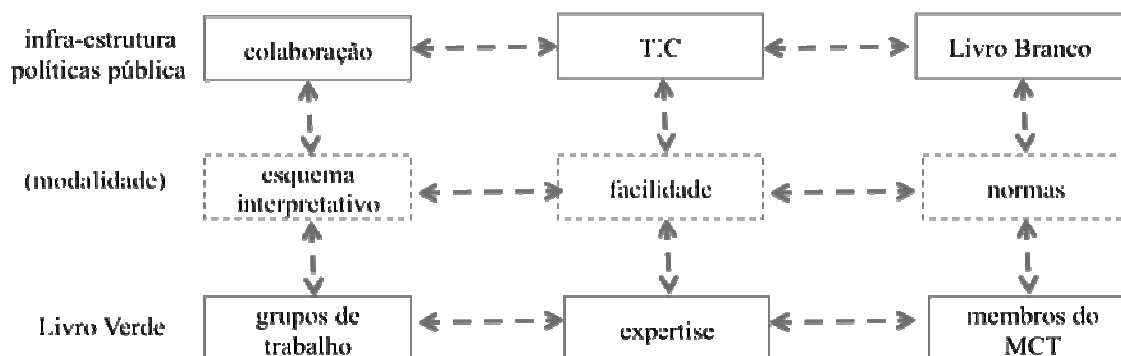 infra-estrutura
políticas pública
colaboração
TIC
Livro Branco
(modalidade)
esquema
interpretativo
facilidade
normas
Livro Verde
grupos de
trabalho
expertise
membros do
MCT